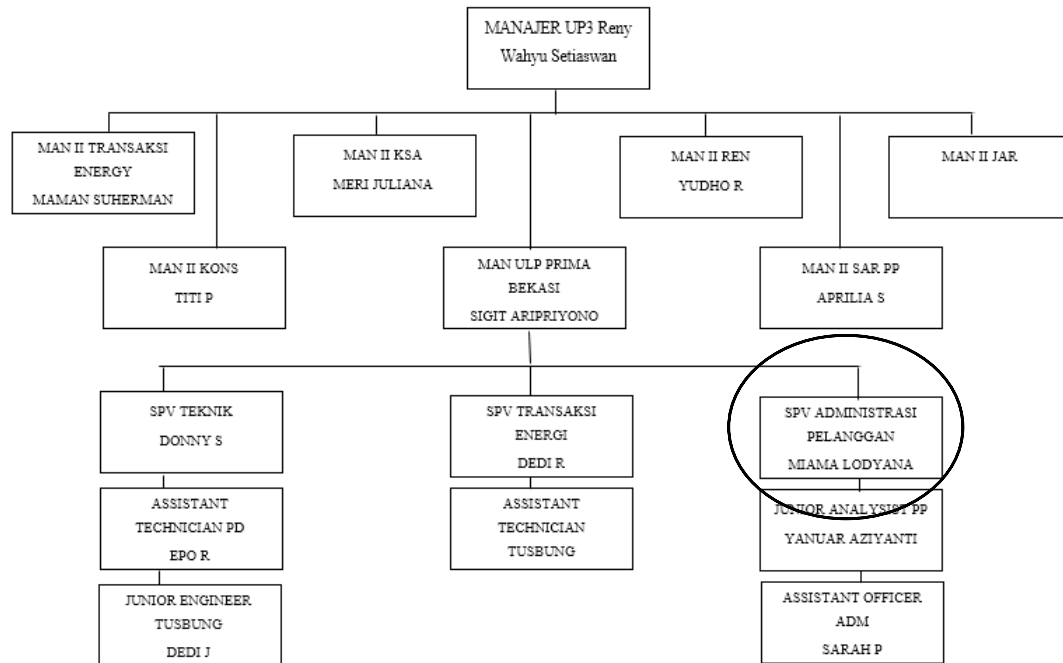 MANAJER UP3 Reny
Wahyu Setiaswan
MAN II TRANSAKSI
ENERGY
MAMAN SUHERMAN
MAN II KSA
MERI JULIANA
MAN II REN
YUDHO R
MAN II JAR
MAN II KONS
TITI P
MAN ULP PRIMA
BEKASI
SIGIT ARIPRIYONO
MAN II SAR PP
APRILIA S
SPV TEKNIK
DONNY S
SPV TRANSAKSI
ENERGI
DEDI R
SPV ADMINISTRASI
PELANGGAN
MIAMA LODYANA
ASSISTANT
TECHNICIAN PD
EPO R
ASSISTANT
TECHNICIAN
TUSBUNG
JUNIOR ANALYSIST PP
YANUAR AZIYANTI
JUNIOR ENGINEER
TUSBUNG
DEDI J
ASSISTANT OFFICER
ADM
SARAH P